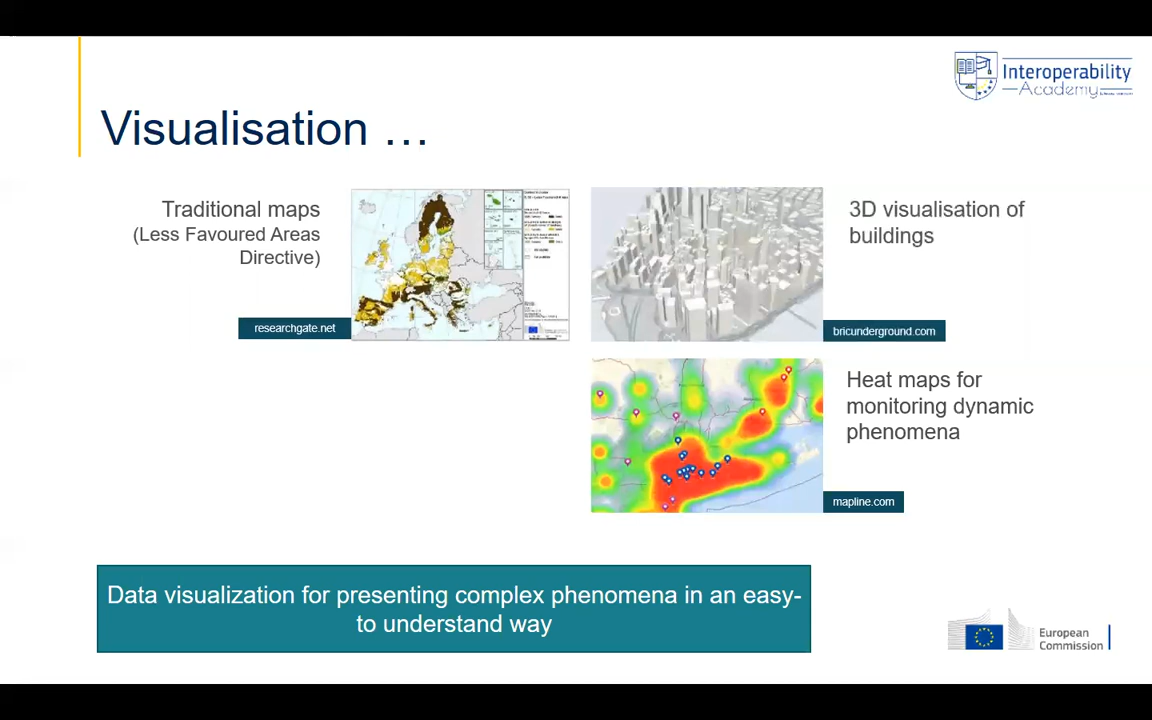 Interoperability
Academy
Visualisation …
Traditional maps
(Less Favoured Areas
Directive)
researchgate.net
3D visualisation of
buildings
bricunderground.com
Heat maps for
monitoring dynamic
phenomena
mapline.com
Data visualization for presenting complex phenomena in an easy-
to understand way
European
Commission